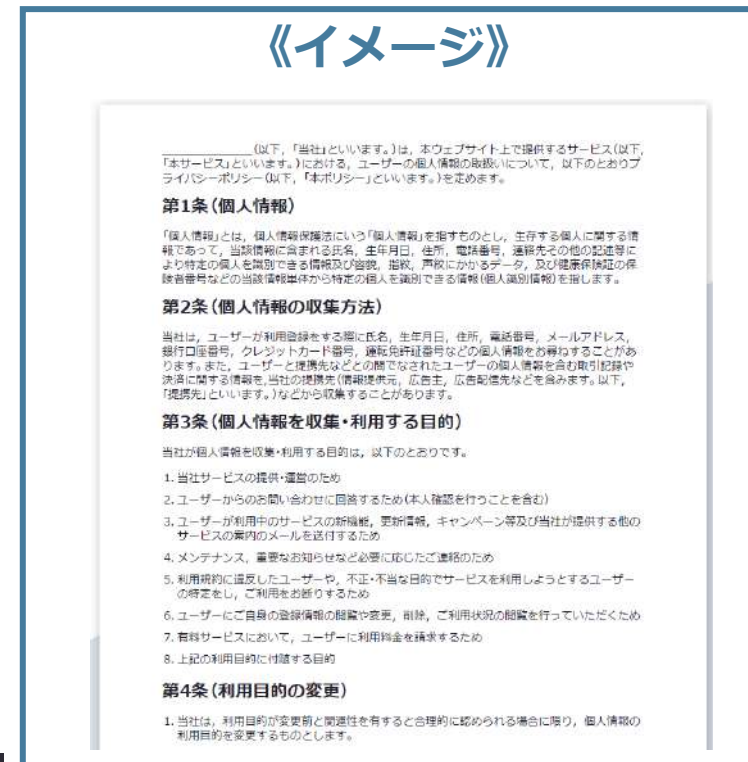 《イメージ》
______________(以下，「当社」といいます。)は，本ウェブサイト上で提供するサービス(以下，
「本サービス」といいます。)における，ユーザーの個人情報の取扱いについて，以下のとおりプ
ライバシーポリシー(以下，「本ポリシー」といいます。)を定めます。
第1条(個人情報)
「個人情報」とは，個人情報保護法にいう「個人情報」を指すものとし，生存する個人に関する情
報であって，当該情報に含まれる氏名，生年月日，住所，電話番号，連絡先その他の記述等に
より特定の個人を識別できる情報及び容貌，指紋，声紋にかかるデータ，及び健康保険証の保
険者番号などの当該情報単体から特定の個人を識別できる情報(個人識別情報)を指します。
第2条(個人情報の収集方法)
当社は，ユーザーが利用登録をする際に氏名，生年月日，住所，電話番号，メールアドレス，
銀行口座番号，クレジットカード番号，運転免許証番号などの個人情報をお尋ねすることがあ
ります。また，ユーザーと提携先などとの間でなされたユーザーの個人情報を含む取引記録や
決済に関する情報を,当社の提携先(情報提供元，広告主，広告配信先などを含みます。以下，
「提携先」といいます。)などから収集することがあります。
第3条(個人情報を収集・利用する目的)
当社が個人情報を収集・利用する目的は，以下のとおりです。
1. 当社サービスの提供・運営のため
2. ユーザーからのお問い合わせに回答するため(本人確認を行うことを含む)
3. ユーザーが利用中のサービスの新機能，更新情報，キャンペーン等及び当社が提供する他の
サービスの案内のメールを送付するため
4. メンテナンス，重要なお知らせなど必要に応じたご連絡のため
5. 利用規約に違反したユーザーや，不正・不当な目的でサービスを利用しようとするユーザー
の特定をし，ご利用をお断りするため
6. ユーザーにご自身の登録情報の閲覧や変更，削除，ご利用状況の閲覧を行っていただくため
7. 有料サービスにおいて，ユーザーに利用料金を請求するため
8. 上記の利用目的に付随する目的
第4条(利用目的の変更)
1. 当社は，利用目的が変更前と関連性を有すると合理的に認められる場合に限り，個人情報の
利用目的を変更するものとします。